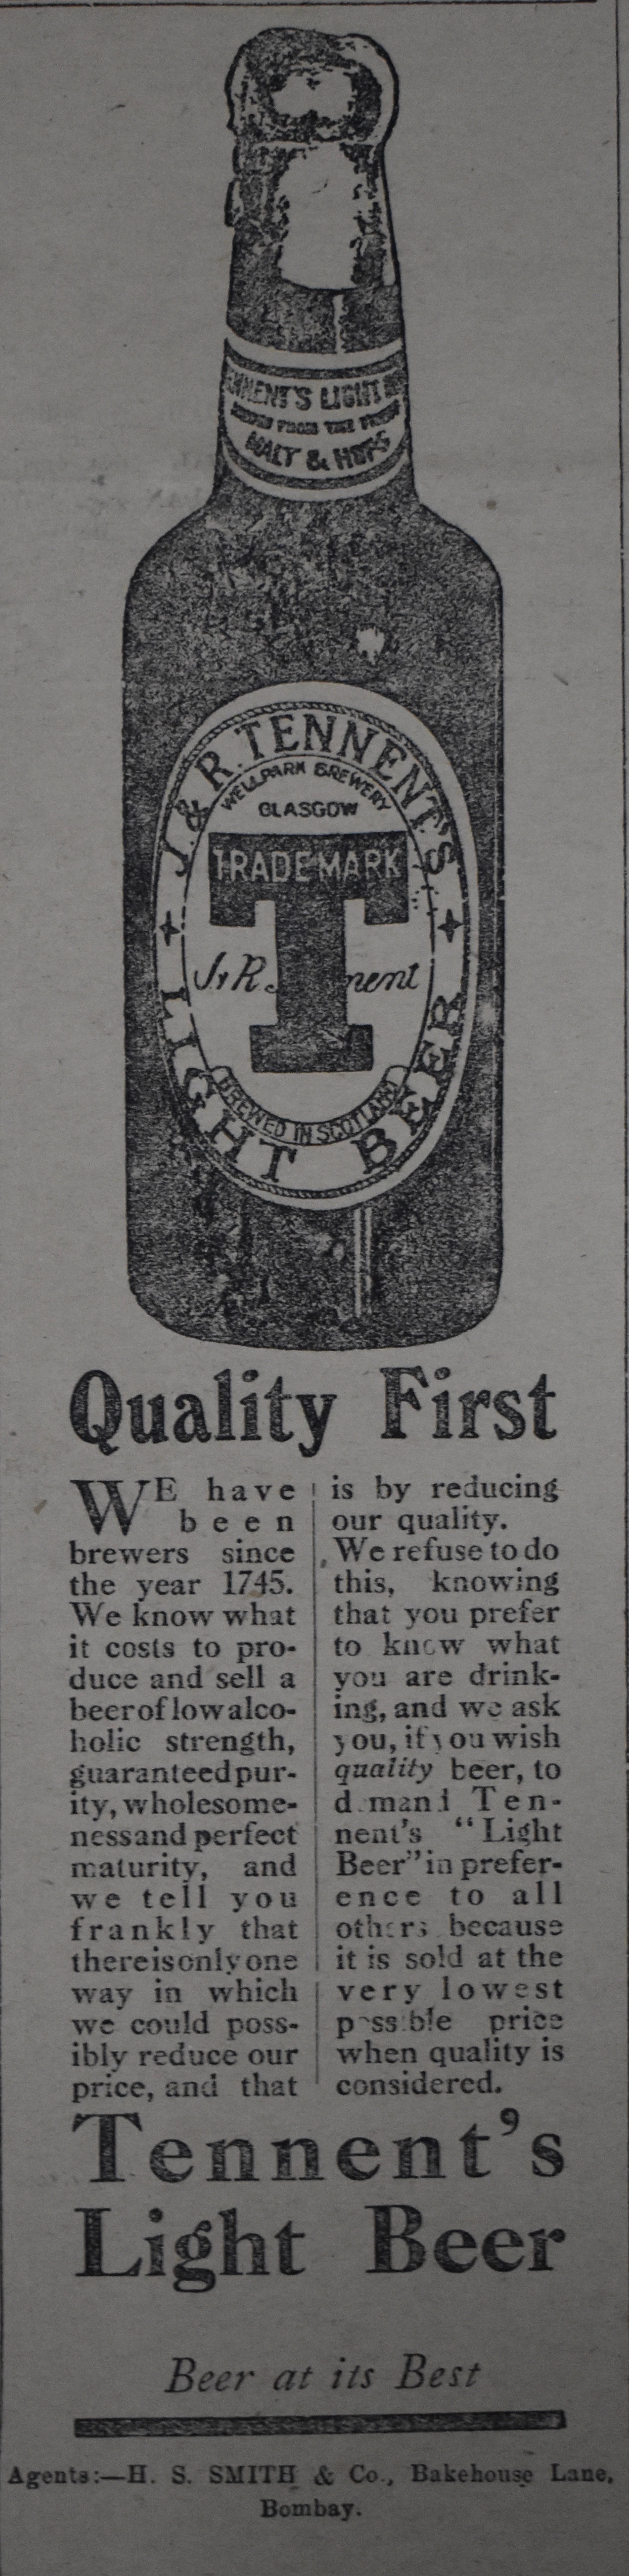 TENNENT'S LIGHT
FROM THE
MALT & HOPS
J. & R. TENNENT'S
WELLPARK BREWERY
GLASGOW
TRADE MARK
T
J. & R. nent
BREWED IN SCOTLAND
LIGHT BEER
Quality First
WE have
been
brewers since
the year 1745.
We know what
it costs to pro-
duce and sell a
beer of low alco-
holic strength,
guaranteed pur-
ity, wholesome-
ness and perfect
maturity, and
we tell you
frankly that
there is only one
way in which
we could poss-
ibly reduce our
price, and that
is by reducing
our quality.
We refuse to do
this, knowing
that you prefer
to know what
you are drink-
ing, and we ask
you, if you wish
quality beer, to
demand Ten-
nent's "Light
Beer" in prefer-
ence to all
others because
it is sold at the
very lowest
possible price
when quality is
considered.
Tennent's
Light Beer
Beer at its Best
Agents:—H. S. SMITH & Co., Bakehouse Lane,
Bombay.